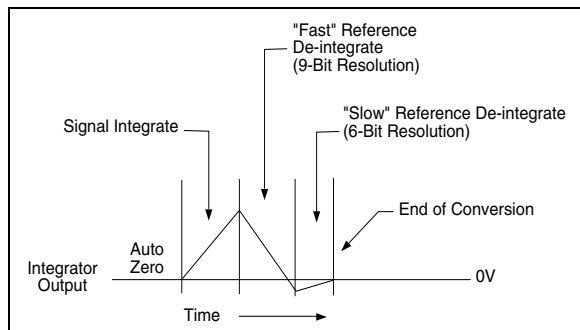 "Fast" Reference
De-integrate
(9-Bit Resolution)
Signal Integrate
"Slow" Reference De-integrate
(6-Bit Resolution)
End of Conversion
Auto
Zero
Integrator
Output
0V
Time